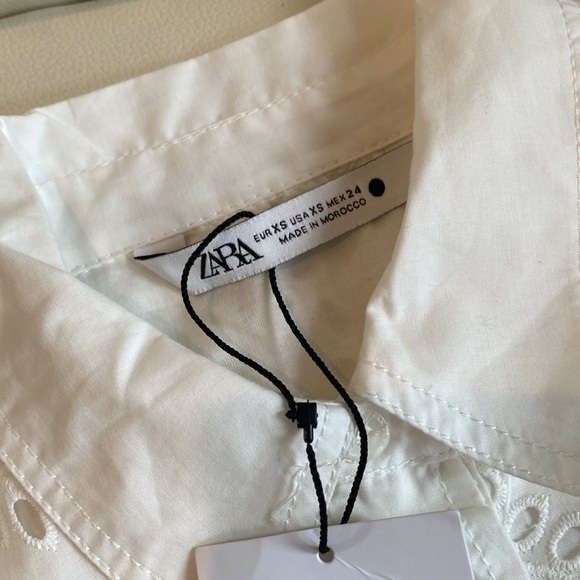 ZARA
EUR XS USA XS MEX 24
MADE IN MOROCCO